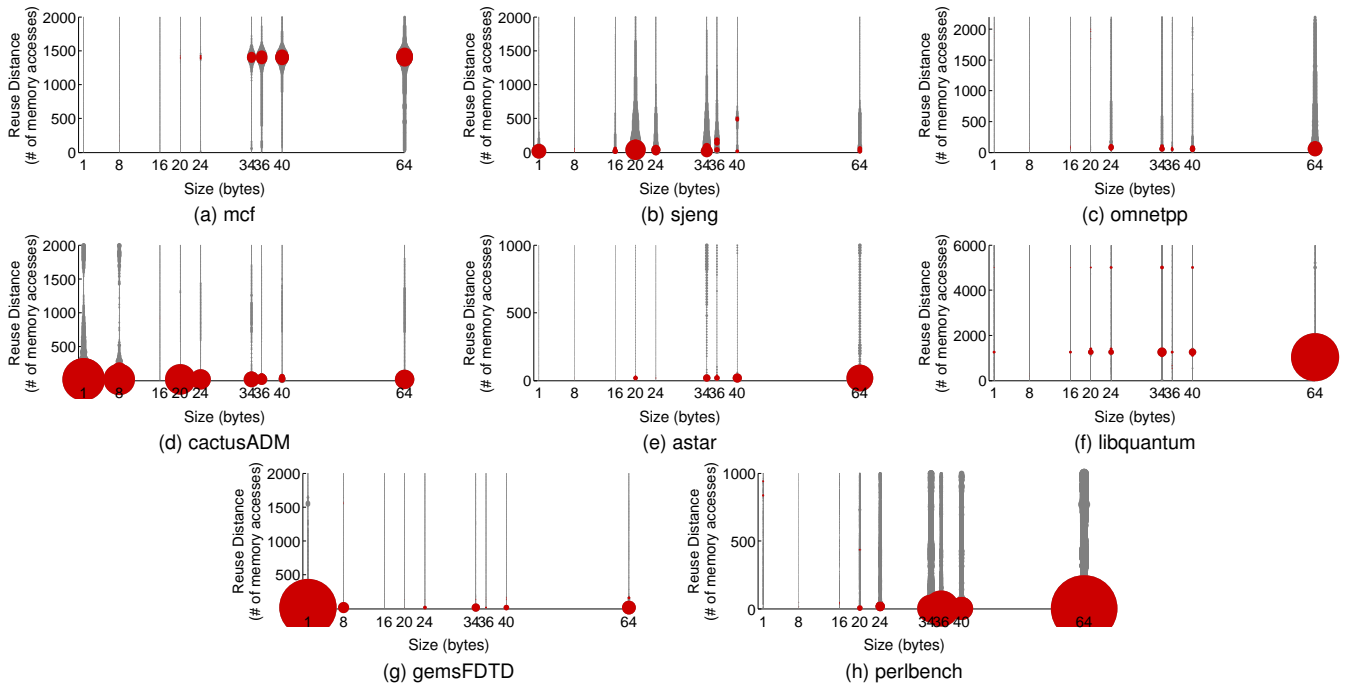 Reuse Distance
(# of memory accesses)
2000
1500
1000
500
0
1 8 16 20 24 34 36 40 64
Size (bytes)
(a) mcf
Reuse Distance
(# of memory accesses)
2000
1500
1000
500
0
1 8 16 20 24 34 36 40 64
Size (bytes)
(b) sjeng
Reuse Distance
(# of memory accesses)
2000
1500
1000
500
0
1 8 16 20 24 34 36 40 64
Size (bytes)
(c) omnetpp
Reuse Distance
(# of memory accesses)
2000
1500
1000
500
1 8 16 20 24 34 36 40 64
Size (bytes)
(d) cactusADM
Reuse Distance
(# of memory accesses)
1000
500
0
1 8 16 20 24 34 36 40 64
Size (bytes)
(e) astar
Reuse Distance
(# of memory accesses)
6000
4000
2000
0
1 8 16 20 24 34 36 40 64
Size (bytes)
(f) libquantum
Reuse Distance
(# of memory accesses)
2000
1500
1000
500
1 8 16 20 24 34 36 40 64
Size (bytes)
(g) gemsFDTD
Reuse Distance
(# of memory accesses)
1000
500
0
1 8 16 20 24 34 36 40 64
Size (bytes)
(h) perlbench